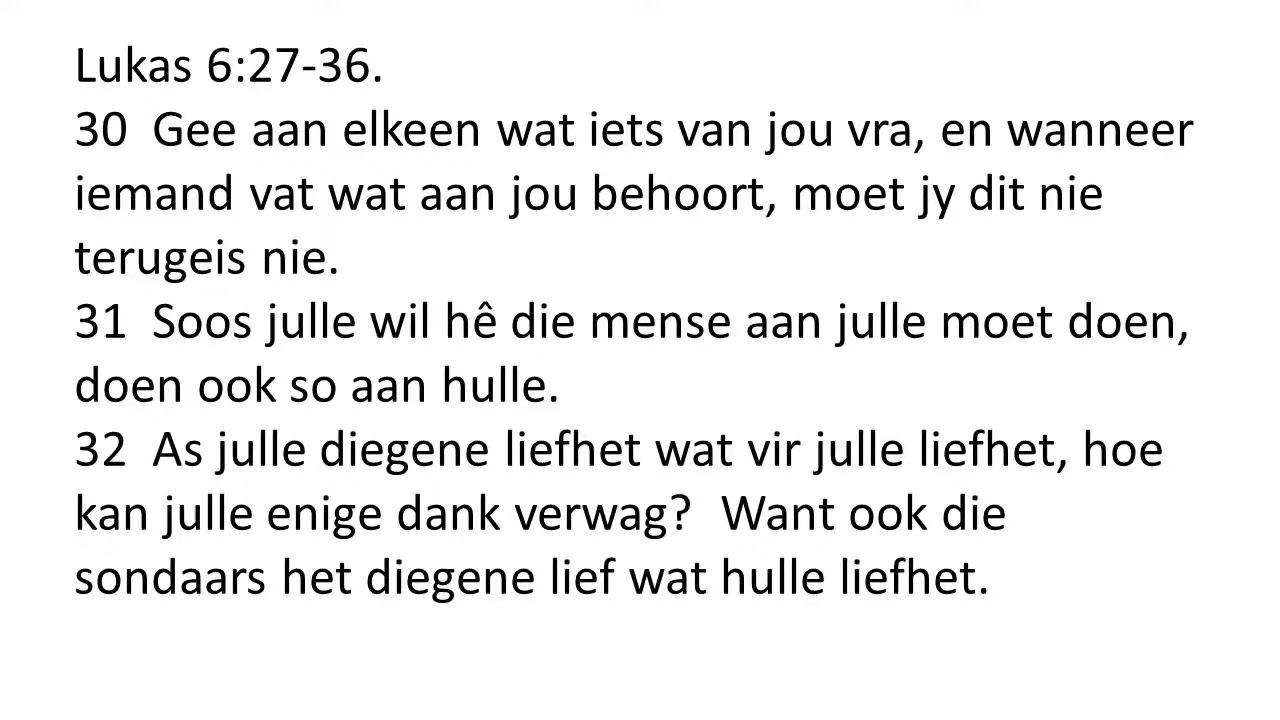 Lukas 6:27-36.
30  Gee aan elkeen wat iets van jou vra, en wanneer
iemand vat wat aan jou behoort, moet jy dit nie
terugeis nie.
31  Soos julle wil hê die mense aan julle moet doen,
doen ook so aan hulle.
32  As julle diegene liefhet wat vir julle liefhet, hoe
kan julle enige dank verwag?  Want ook die
sondaars het diegene lief wat hulle liefhet.